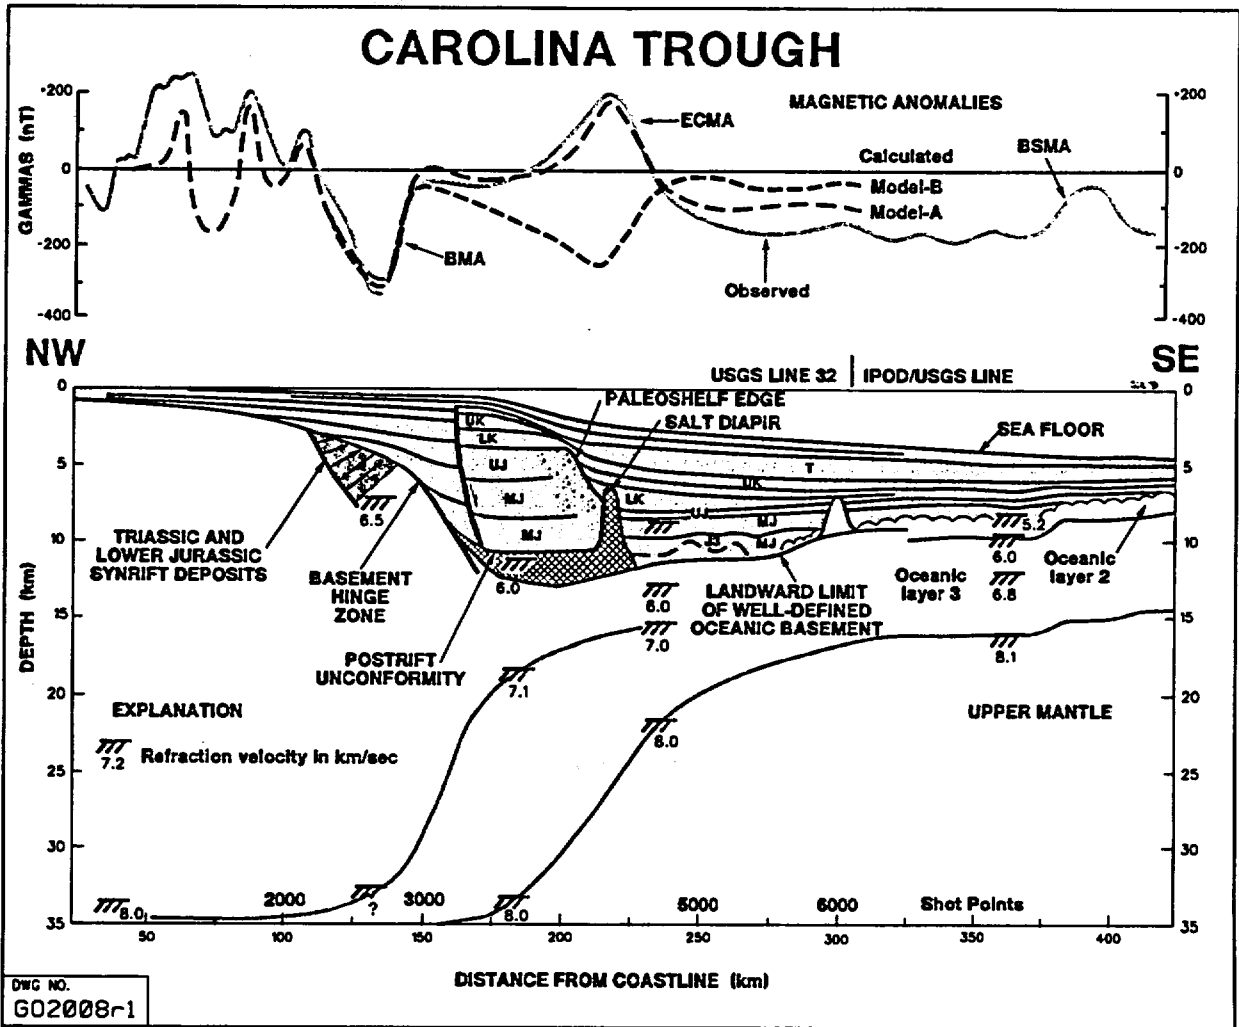 CAROLINA TROUGH
+200
0
-200
-400
GAMMAS (nT)
MAGNETIC ANOMALIES
ECMA
Calculated
Model-B
Model-A
BSMA
BMA
Observed
+200
0
-200
-400
NW
SE
USGS LINE 32 | IPOD/USGS LINE
0
5
10
15
20
25
30
35
DEPTH (km)
PALEOSHELF EDGE
SALT DIAPIR
SEA FLOOR
UK
LK
UJ
MJ
MJ
T
UK
LK
UJ
MJ
MJ
6.5
6.0
5.2
6.0
6.8
6.0
7.0
7.1
8.1
8.0
TRIASSIC AND
LOWER JURASSIC
SYNRIFT DEPOSITS
BASEMENT
HINGE
ZONE
POSTRIFT
UNCONFORMITY
LANDWARD LIMIT
OF WELL-DEFINED
OCEANIC BASEMENT
Oceanic
layer 3
Oceanic
layer 2
UPPER MANTLE
EXPLANATION
7.2 Refraction velocity in km/sec
8.0
?
8.0
2000
3000
5000
6000
Shot Points
0
5
10
15
20
25
30
35
50
100
150
200
250
300
350
400
DISTANCE FROM COASTLINE (km)
DWG NO.
GO2008r1